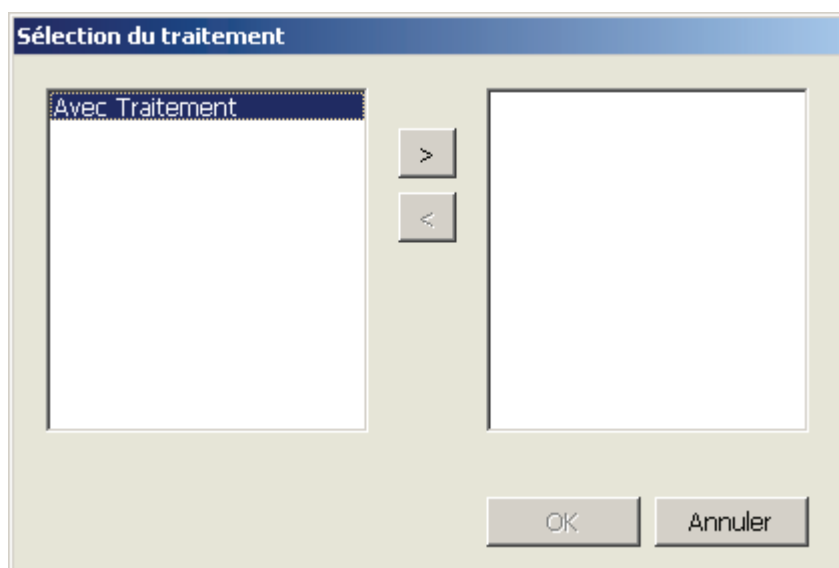 Sélection du traitement
Avec Traitement
>
<
OK
Annuler